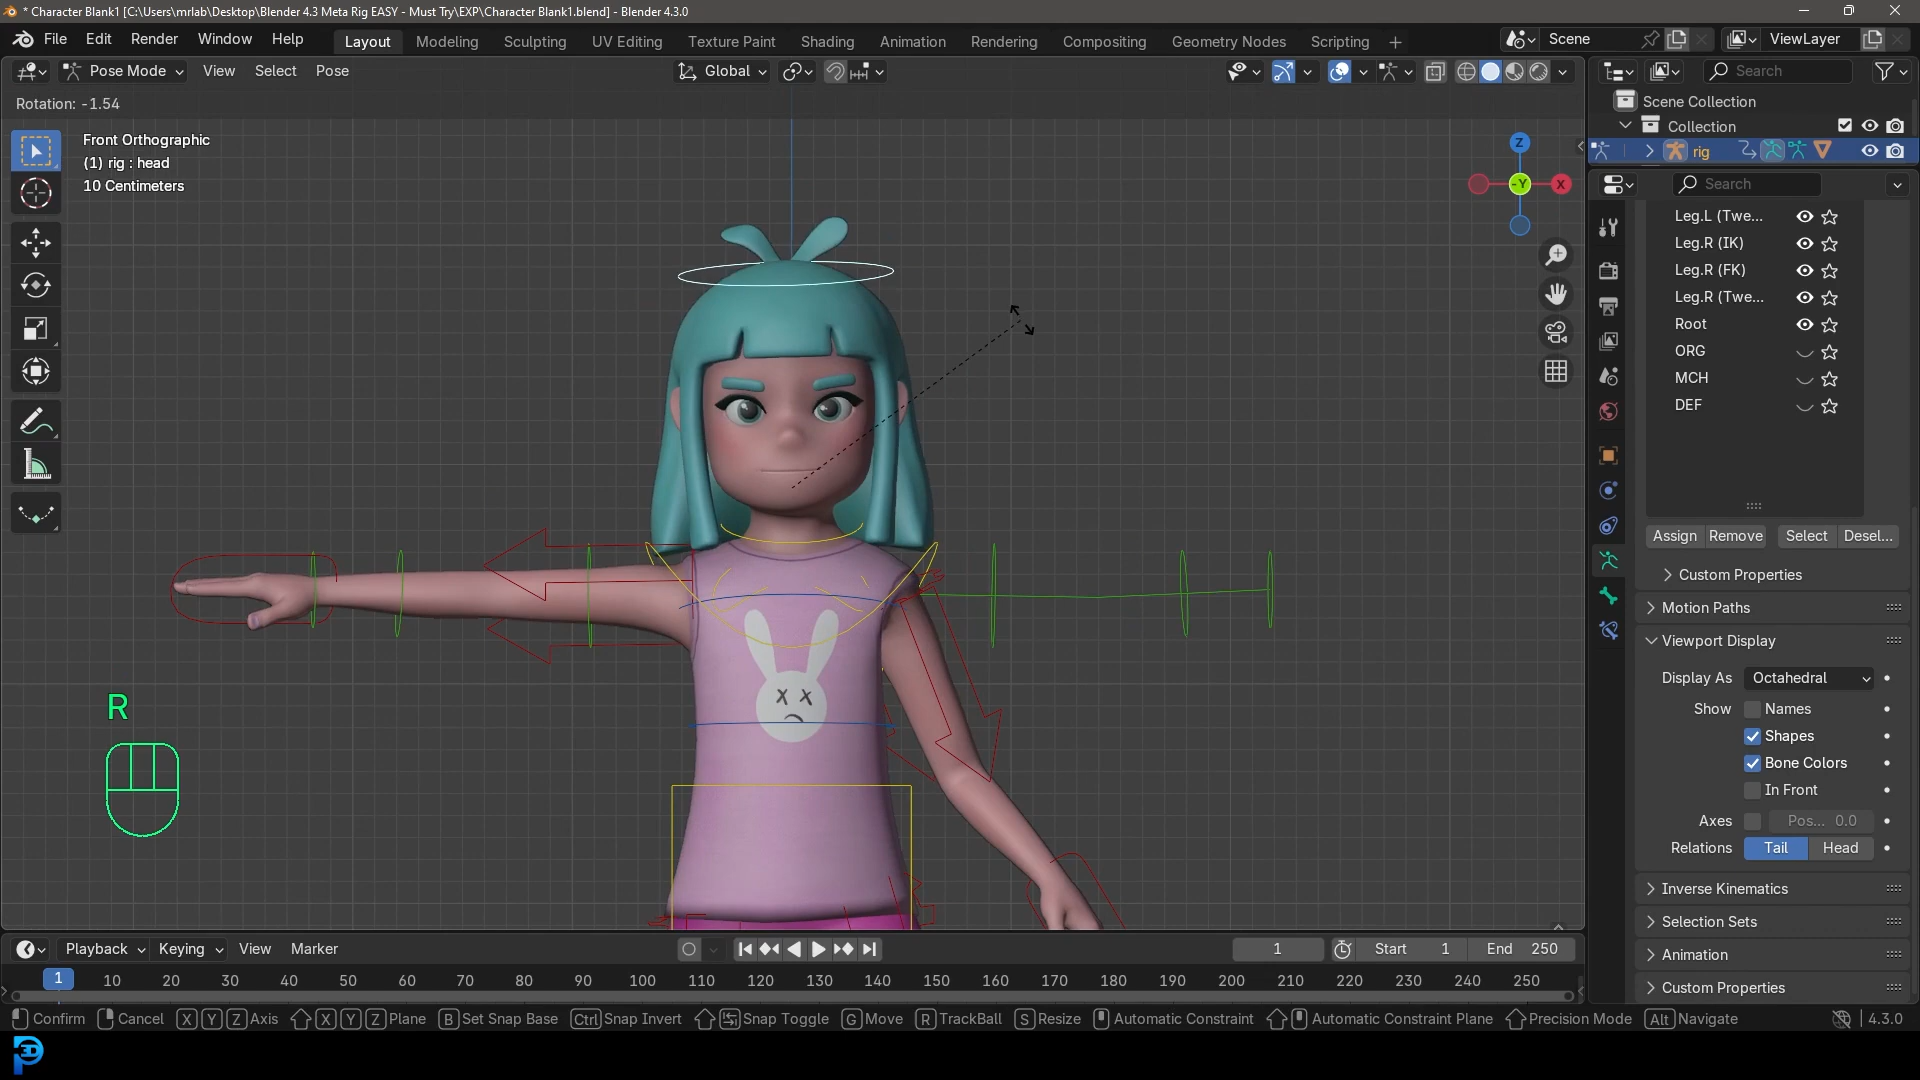 * Character Blank1 [C:\Users\mrlab\Desktop\Blender 4.3 Meta Rig EASY - Must Try\EXP\Character Blank1.blend] - Blender 4.3.0
File Edit Render Window Help Layout Modeling Sculpting UV Editing Texture Paint Shading Animation Rendering Compositing Geometry Nodes Scripting + Scene ViewLayer
Pose Mode View Select Pose Global Search
Rotation: -1.54
Scene Collection
Collection
rig
Front Orthographic
(1) rig : head
10 Centimeters
Z
-Y X
Search
Leg.L (Twe...
Leg.R (IK)
Leg.R (FK)
Leg.R (Twe...
Root
ORG
MCH
DEF
Assign Remove Select Desel...
Custom Properties
Motion Paths
Viewport Display
Display As Octahedral
Show Names
Shapes
Bone Colors
In Front
Axes Pos... 0.0
Relations Tail Head
Inverse Kinematics
Selection Sets
Animation
Custom Properties
R
Playback Keying View Marker 1 Start 1 End 250
1 10 20 30 40 50 60 70 80 90 100 110 120 130 140 150 160 170 180 190 200 210 220 230 240 250
Confirm Cancel X Y Z Axis X Y Z Plane B Set Snap Base Ctrl Snap Invert Snap Toggle G Move R TrackBall S Resize Automatic Constraint Automatic Constraint Plane Precision Mode Alt Navigate 4.3.0